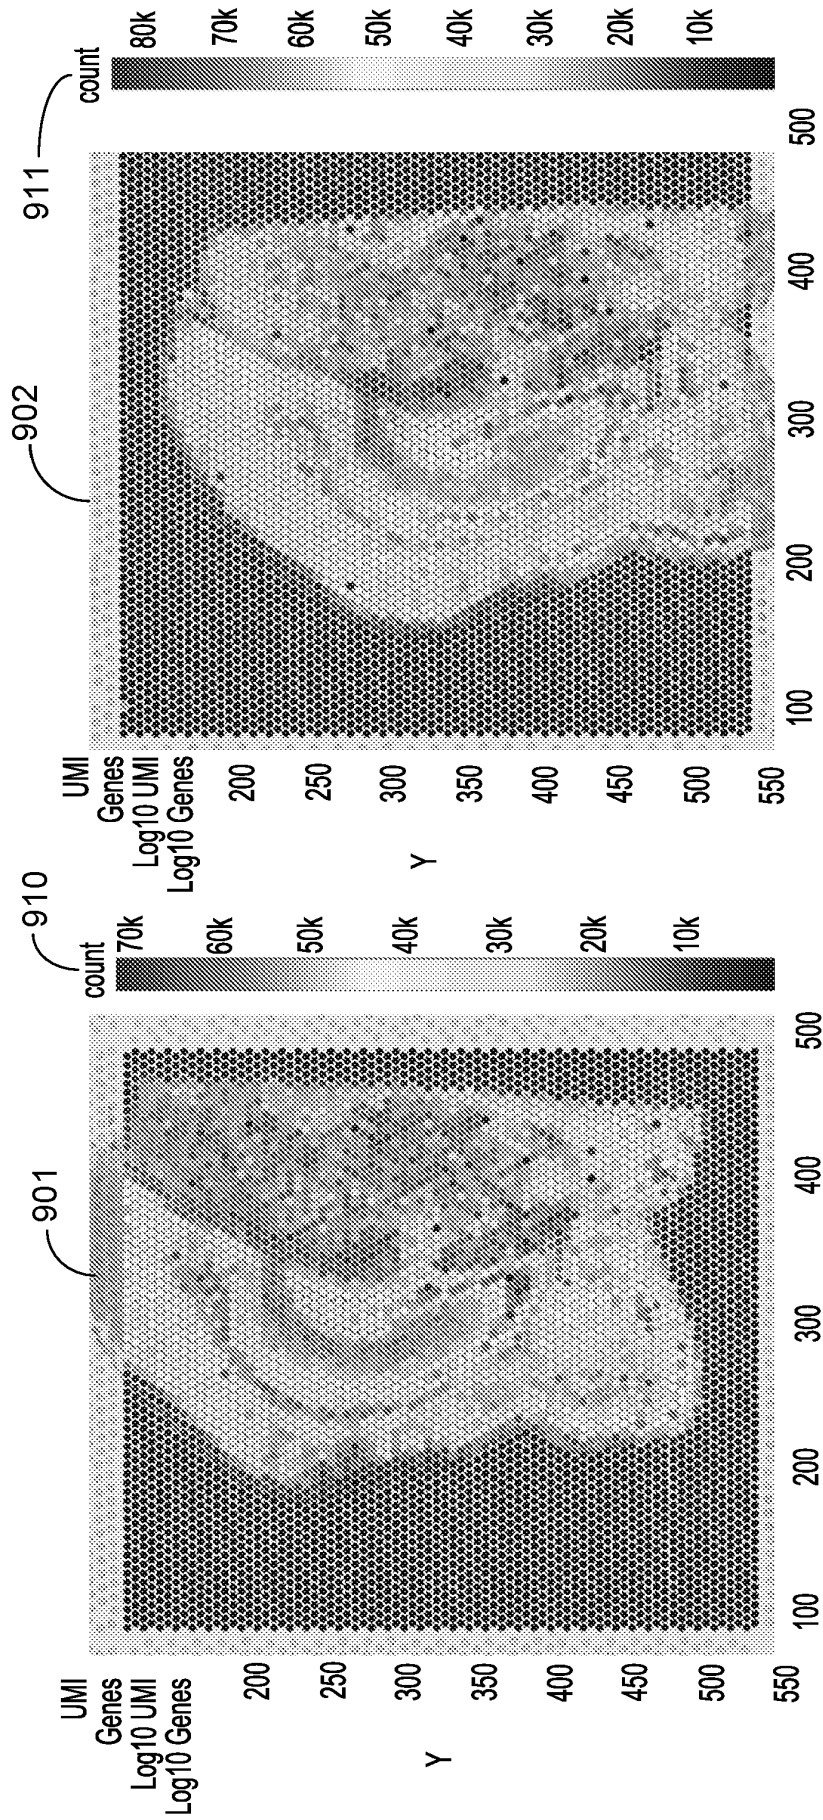 901
910
UMI
Genes
Log10 UMI
Log10 Genes
count
70k
60k
50k
40k
30k
20k
10k
200
250
300
350
400
450
500
550
Y
100
200
300
400
500
902
911
UMI
Genes
Log10 UMI
Log10 Genes
count
80k
70k
60k
50k
40k
30k
20k
10k
200
250
300
350
400
450
500
550
Y
100
200
300
400
500